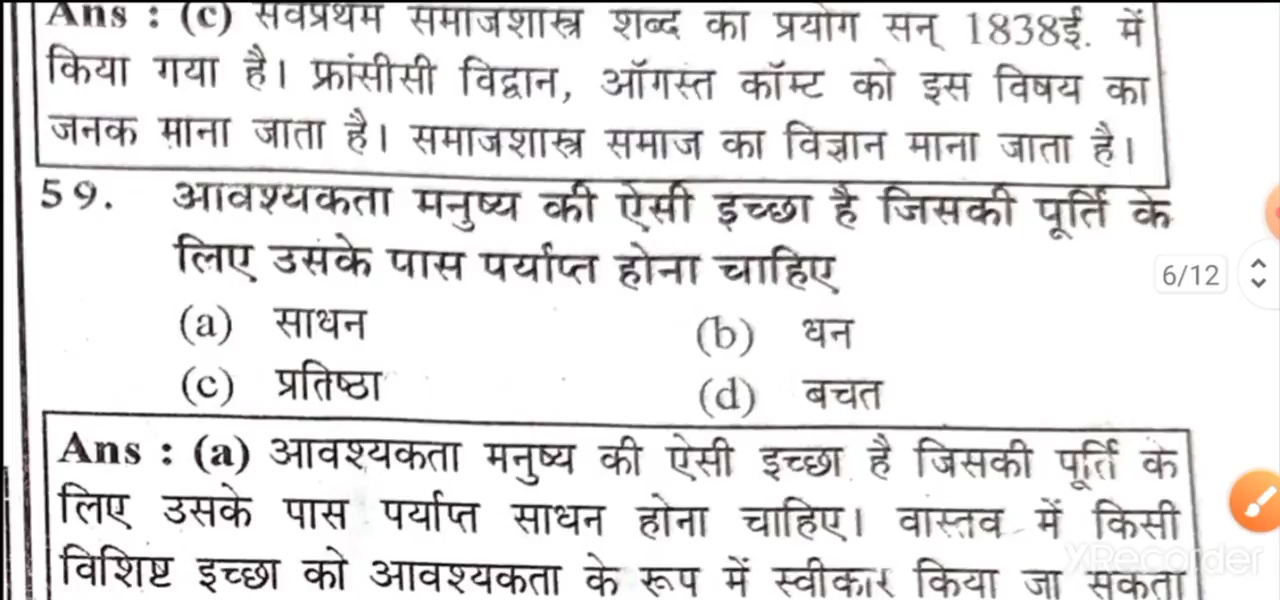 Ans : (c) सर्वप्रथम समाजशास्त्र शब्द का प्रयोग सन् 1838ई. में
किया गया है। फ्रांसीसी विद्वान, ऑगस्त कॉम्ट को इस विषय का
जनक माना जाता है। समाजशास्त्र समाज का विज्ञान माना जाता है।
59. आवश्यकता मनुष्य की ऐसी इच्छा है जिसकी पूर्ति के
लिए उसके पास पर्याप्त होना चाहिए
6/12
(a) साधन (b) धन
(c) प्रतिष्ठा (d) बचत
Ans : (a) आवश्यकता मनुष्य की ऐसी इच्छा है जिसकी पूर्ति के
लिए उसके पास पर्याप्त साधन होना चाहिए। वास्तव में किसी
विशिष्ट इच्छा को आवश्यकता के रूप में स्वीकार किया जा सकता
XRecorder